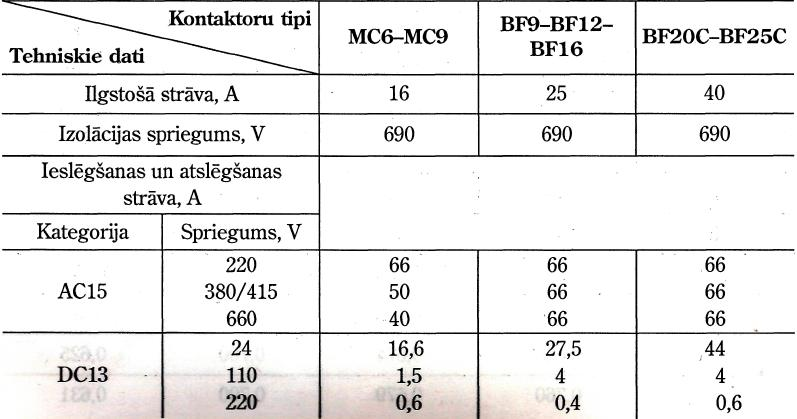 Kontaktoru tipi
Tehniskie dati
MC6–MC9
BF9–BF12–
BF16
BF20C–BF25C
Ilgstošā strāva, A 16 25 40
Izolācijas spriegums, V 690 690 690
Ieslēgšanas un atslēgšanas
strāva, A
Kategorija Spriegums, V
220 66 66 66
AC15 380/415 50 66 66
660 40 66 66
24 16,6 27,5 44
DC13 110 1,5 4 4
220 0,6 0,4 0,6